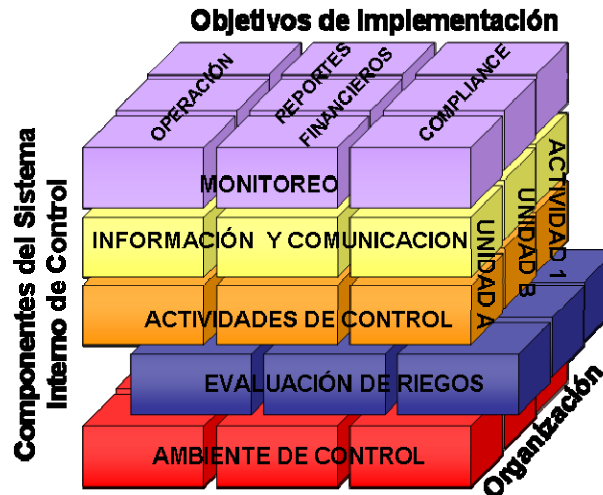 Objetivos de Implementación
OPERACIÓN
REPORTES
FINANCIEROS
COMPLIANCE
Componentes del Sistema
Interno de Control
MONITOREO
INFORMACIÓN Y COMUNICACION
ACTIVIDADES DE CONTROL
EVALUACIÓN DE RIEGOS
AMBIENTE DE CONTROL
UNIDAD A
UNIDAD B
ACTIVIDAD 1
Organización